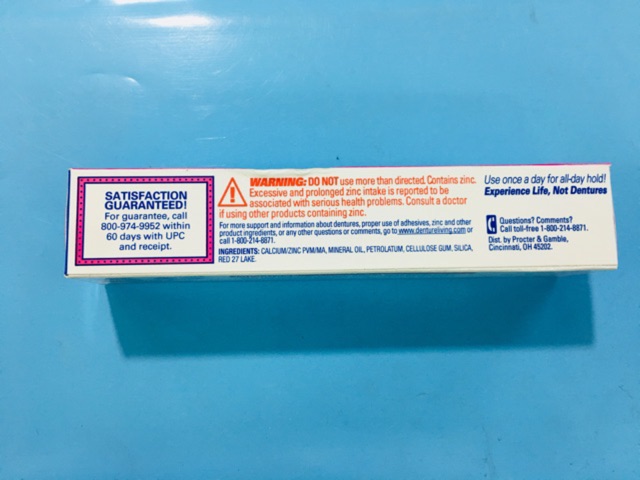 SATISFACTION
GUARANTEED!
For guarantee, call
800-974-9952 within
60 days with UPC
and receipt.
WARNING: DO NOT use more than directed. Contains zinc.
Excessive and prolonged zinc intake is reported to be
associated with serious health problems. Consult a doctor
if using other products containing zinc.
For more support and information about dentures, proper use of adhesives, zinc and other
product ingredients, or any other questions or comments, go to www.dentureliving.com or
call 1-800-214-8871.
INGREDIENTS: CALCIUM/ZINC PVM/MA, MINERAL OIL, PETROLATUM, CELLULOSE GUM, SILICA,
RED 27 LAKE.
Use once a day for all-day hold!
Experience Life, Not Dentures
Questions? Comments?
Call toll-free 1-800-214-8871.
Dist. by Procter & Gamble,
Cincinnati, OH 45202.